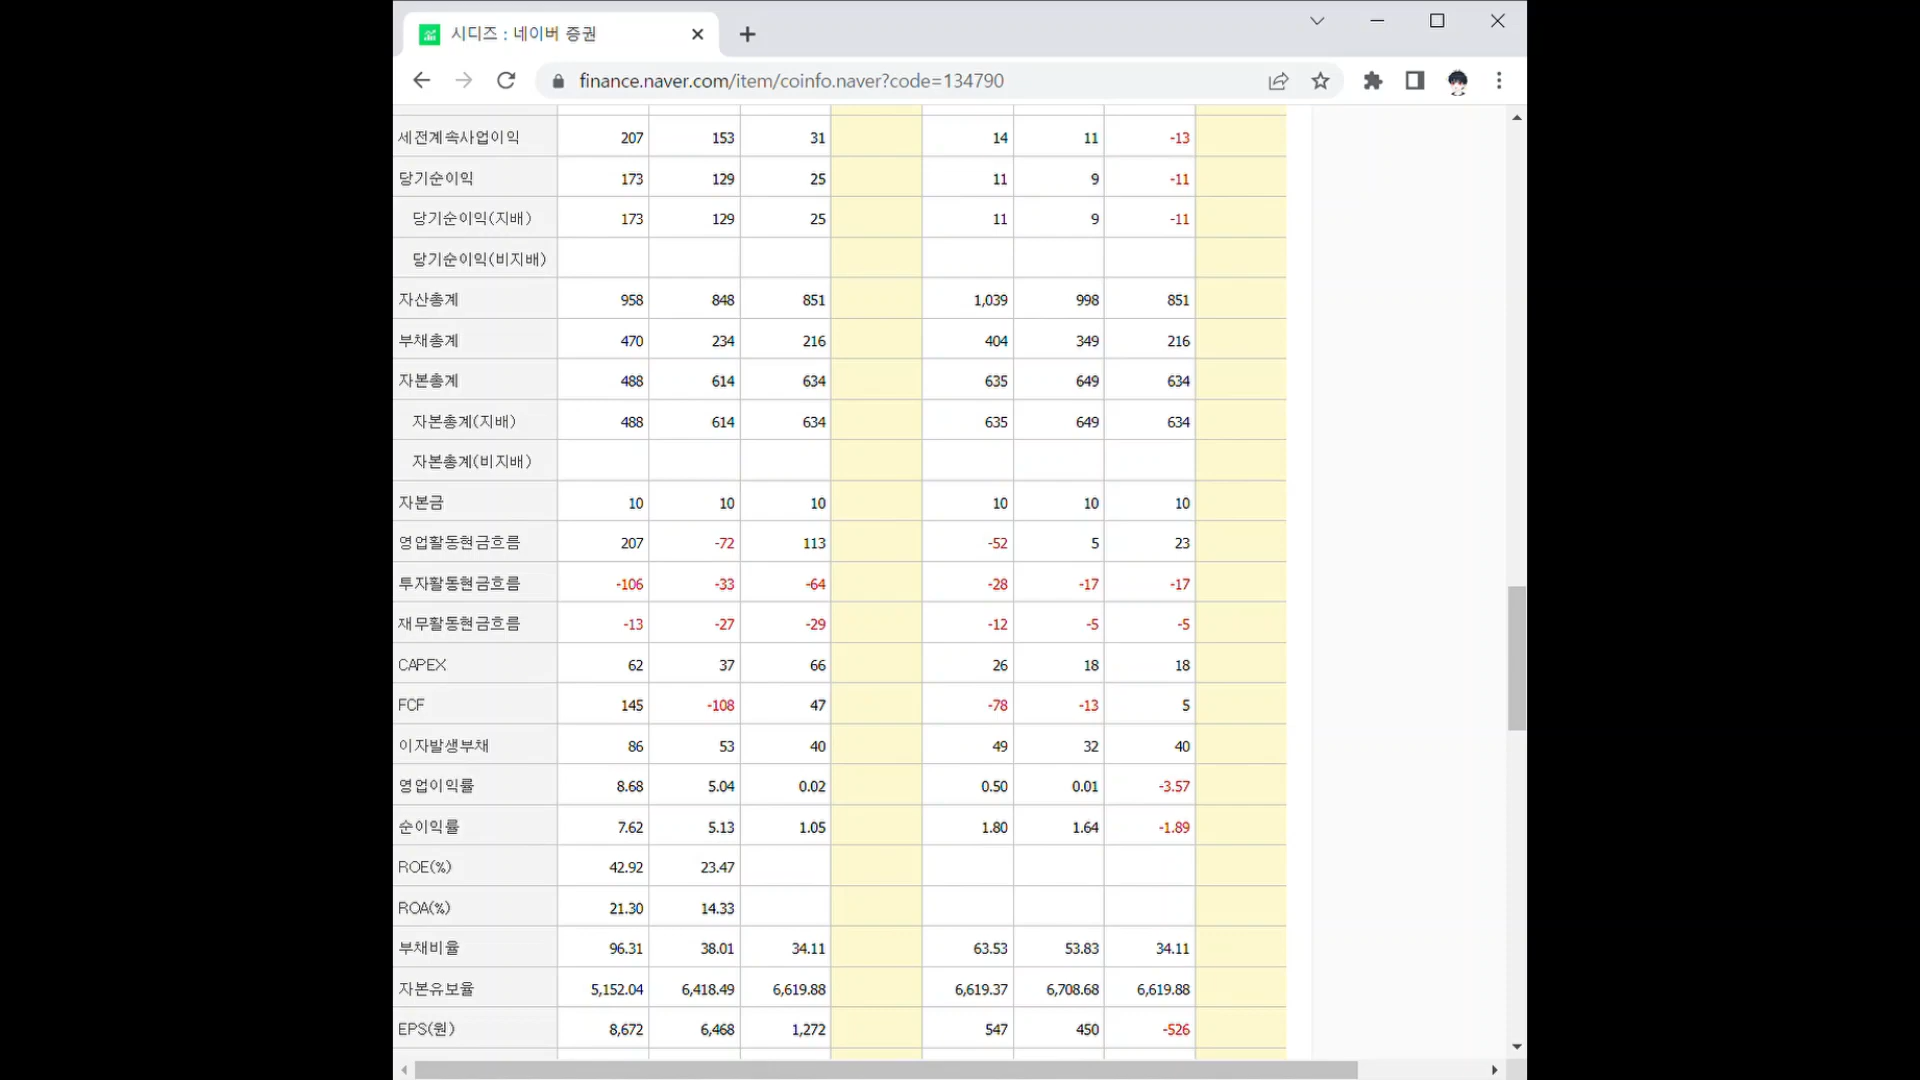 시디즈 : 네이버 증권
finance.naver.com/item/coinfo.naver?code=134790
세전계속사업이익 207 153 31 14 11 -13
당기순이익 173 129 25 11 9 -11
당기순이익(지배) 173 129 25 11 9 -11
당기순이익(비지배)
자산총계 958 848 851 1,039 998 851
부채총계 470 234 216 404 349 216
자본총계 488 614 634 635 649 634
자본총계(지배) 488 614 634 635 649 634
자본총계(비지배)
자본금 10 10 10 10 10 10
영업활동현금흐름 207 -72 113 -52 5 23
투자활동현금흐름 -106 -33 -64 -28 -17 -17
재무활동현금흐름 -13 -27 -29 -12 -5 -5
CAPEX 62 37 66 26 18 18
FCF 145 -108 47 -78 -13 5
이자발생부채 86 53 40 49 32 40
영업이익률 8.68 5.04 0.02 0.50 0.01 -3.57
순이익률 7.62 5.13 1.05 1.80 1.64 -1.89
ROE(%) 42.92 23.47
ROA(%) 21.30 14.33
부채비율 96.31 38.01 34.11 63.53 53.83 34.11
자본유보율 5,152.04 6,418.49 6,619.88 6,619.37 6,708.68 6,619.88
EPS(원) 8,672 6,468 1,272 547 450 -526